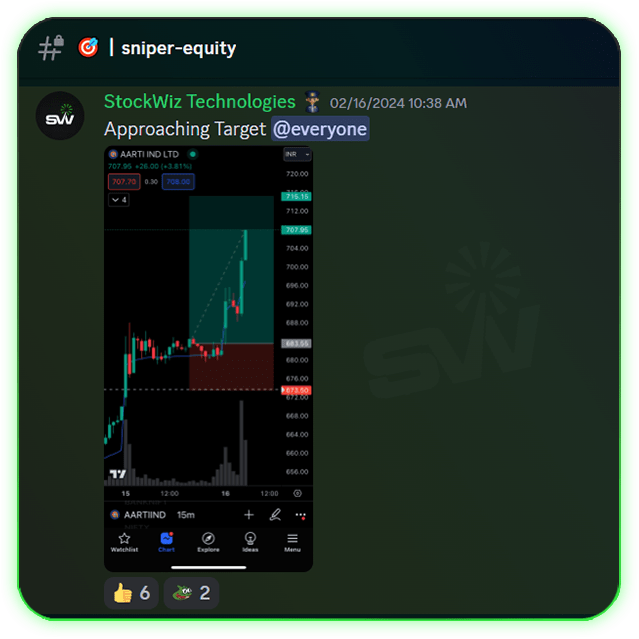 | sniper-equity
StockWiz Technologies 02/16/2024 10:38 AM
Approaching Target @everyone
AARTI IND LTD
INR
707.95 +26.00 (+3.81%)
707.70 0.30 708.00
4
720.00
715.15
712.00
707.95
704.00
700.00
696.00
692.00
688.00
683.55
680.00
676.00
673.50
672.00
668.00
664.00
660.00
656.00
15 12:00 16 12:00
AARTIIND 15m
Watchlist Chart Explore Ideas Menu
6 2
SW